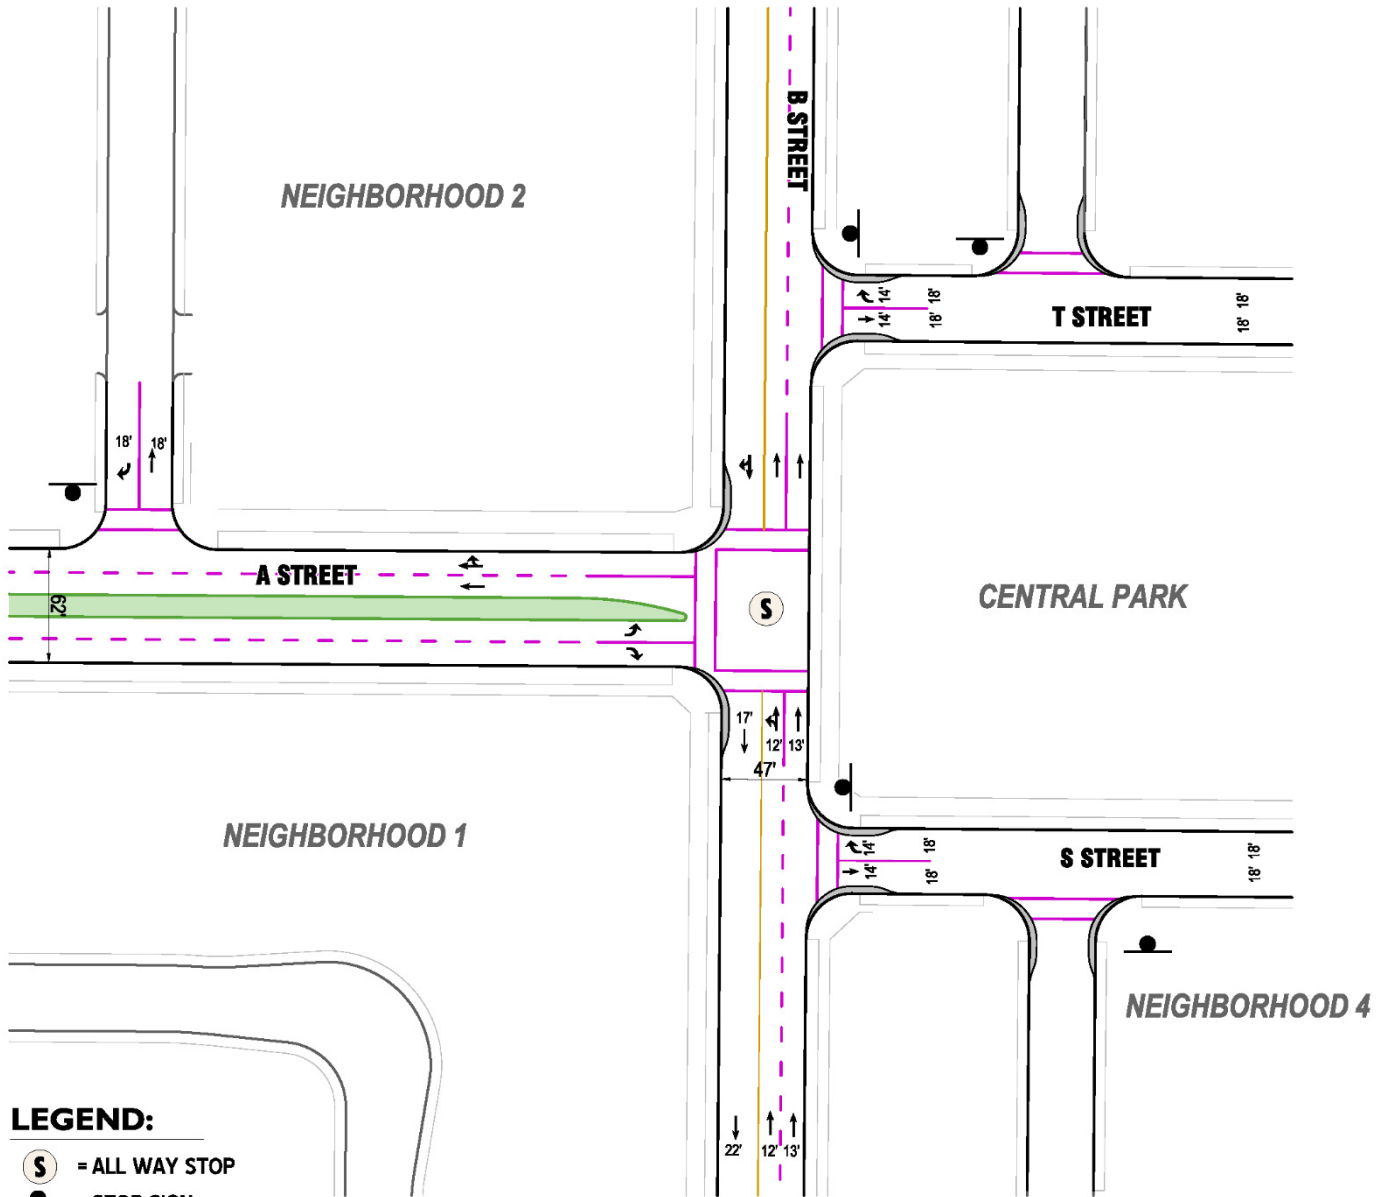 B STREET
NEIGHBORHOOD 2
14' 18'
14' 18'
T STREET
18' 18'
18' 18'
A STREET
62'
S
CENTRAL PARK
17'
12' 13'
47'
NEIGHBORHOOD 1
14' 18'
14' 18'
S STREET
18' 18'
NEIGHBORHOOD 4
22' 12' 13'
LEGEND:
S = ALL WAY STOP
STOP SIGN